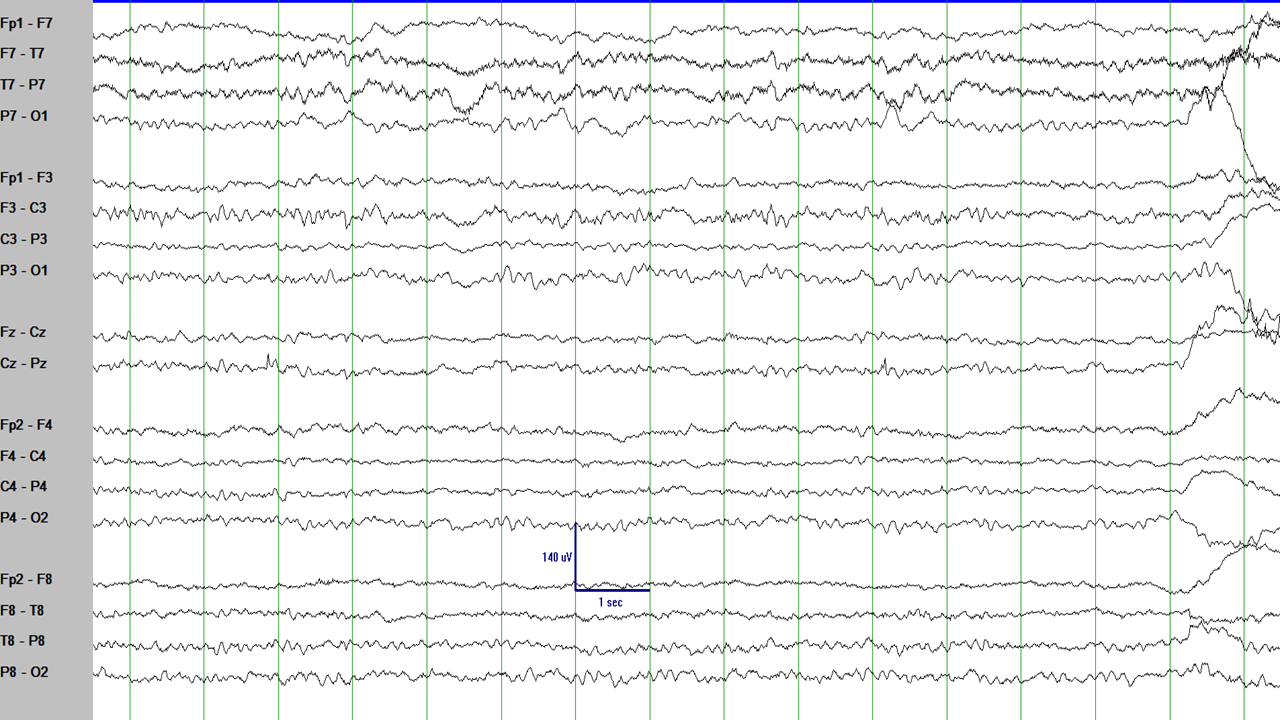 Fp1 - F7
F7 - T7
T7 - P7
P7 - O1
Fp1 - F3
F3 - C3
C3 - P3
P3 - O1
Fz - Cz
Cz - Pz
Fp2 - F4
F4 - C4
C4 - P4
P4 - O2
140 uV
Fp2 - F8
1 sec
F8 - T8
T8 - P8
P8 - O2